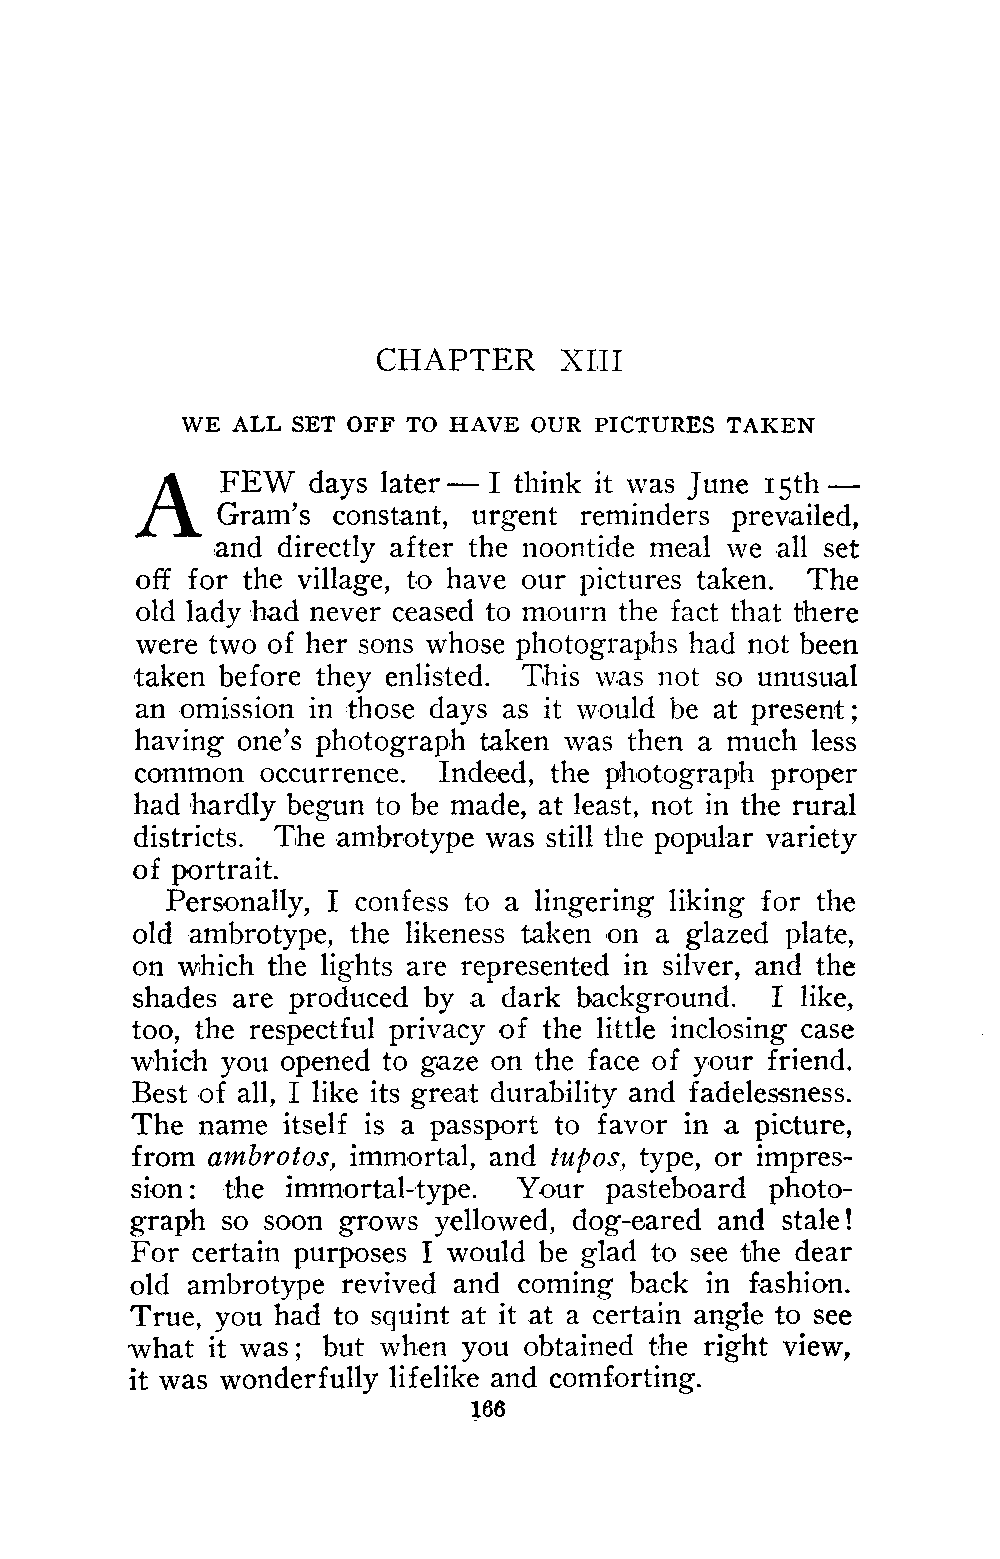 CHAPTER XIII
WE ALL SET OFF TO HAVE OUR PICTURES TAKEN
A FEW days later — I think it was June 15th —
Gram's constant, urgent reminders prevailed,
and directly after the noontide meal we all set
off for the village, to have our pictures taken. The
old lady had never ceased to mourn the fact that there
were two of her sons whose photographs had not been
taken before they enlisted. This was not so unusual
an omission in those days as it would be at present;
having one's photograph taken was then a much less
common occurrence. Indeed, the photograph proper
had hardly begun to be made, at least, not in the rural
districts. The ambrotype was still the popular variety
of portrait.
Personally, I confess to a lingering liking for the
old ambrotype, the likeness taken on a glazed plate,
on which the lights are represented in silver, and the
shades are produced by a dark background. I like,
too, the respectful privacy of the little inclosing case
which you opened to gaze on the face of your friend.
Best of all, I like its great durability and fadelessness.
The name itself is a passport to favor in a picture,
from ambrotos, immortal, and tupos, type, or impres-
sion: the immortal-type. Your pasteboard photo-
graph so soon grows yellowed, dog-eared and stale!
For certain purposes I would be glad to see the dear
old ambrotype revived and coming back in fashion.
True, you had to squint at it at a certain angle to see
what it was; but when you obtained the right view,
it was wonderfully lifelike and comforting.
166